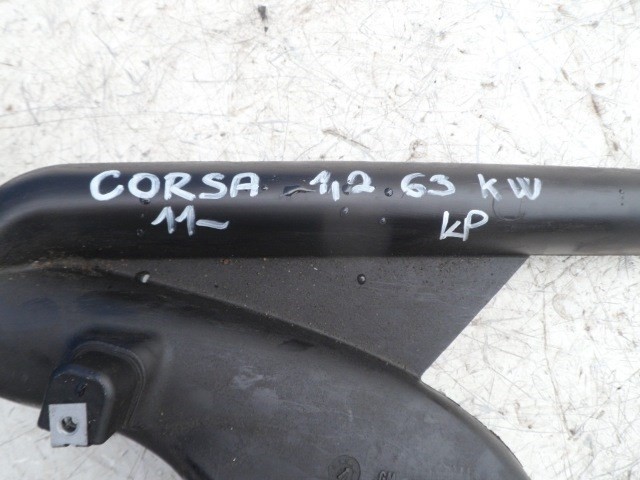 CORSA 1,2 63 KW
11- KP